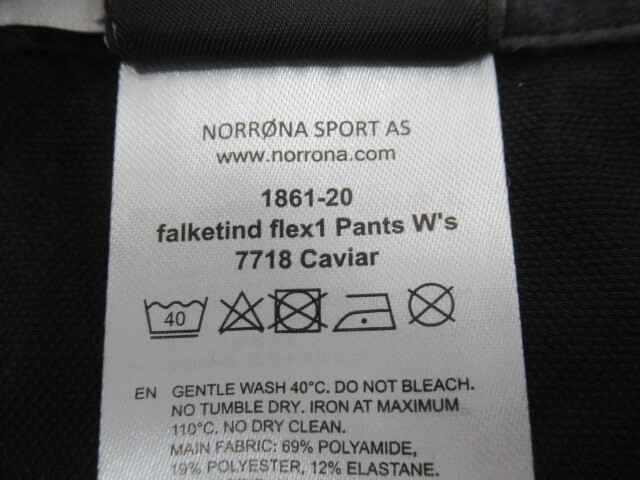 NORRØNA SPORT AS
www.norrona.com
1861-20
falketind flex1 Pants W's
7718 Caviar
40
EN GENTLE WASH 40°C. DO NOT BLEACH.
NO TUMBLE DRY. IRON AT MAXIMUM
110°C. NO DRY CLEAN.
MAIN FABRIC: 69% POLYAMIDE,
19% POLYESTER, 12% ELASTANE.